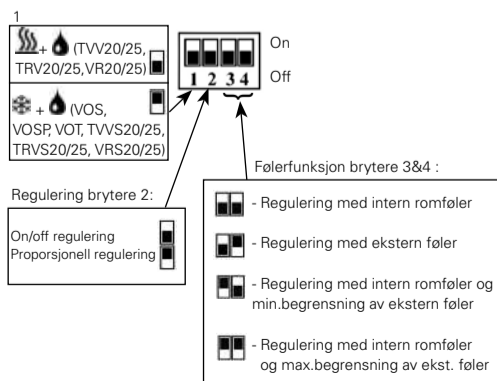 1
+ (TVV20/25,
TRV20/25,VR20/25)
+ (VOS,
VOSP, VOT, TVVS20/25,
TRVS20/25, VRS20/25)
On
Off
1 2 3 4
Regulering brytere 2:
On/off regulering
Proporsjonell regulering
Følerfunksjon brytere 3&4 :
- Regulering med intern romføler
- Regulering med ekstern føler
- Regulering med intern romføler og
min.begrensning av ekstern føler
- Regulering med intern romføler
og max.begrensning av ekst. føler